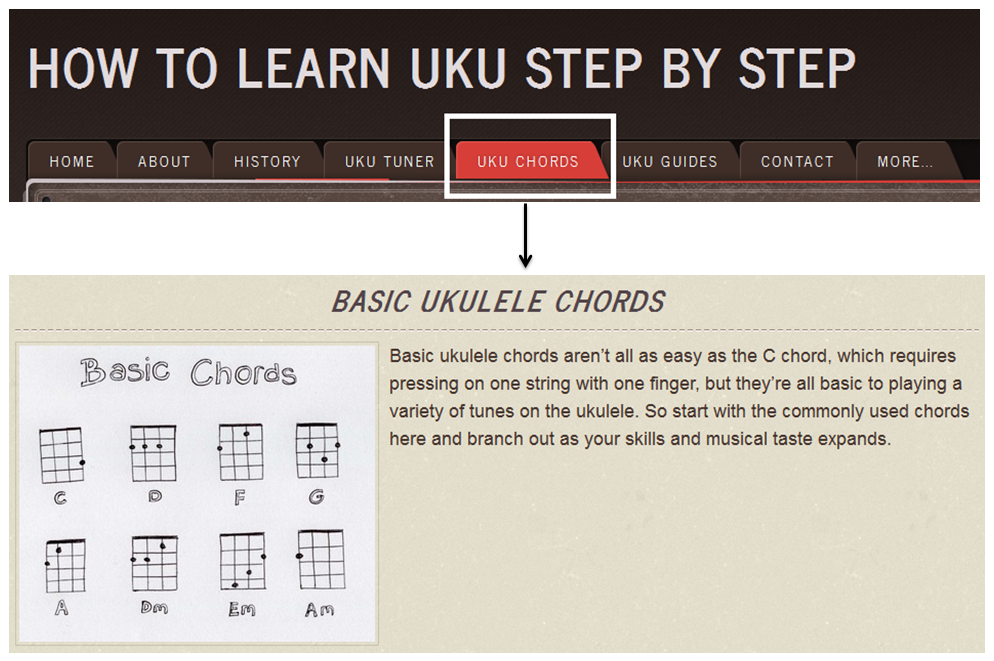 HOW TO LEARN UKU STEP BY STEP
HOME ABOUT HISTORY UKU TUNER UKU CHORDS UKU GUIDES CONTACT MORE...
BASIC UKULELE CHORDS
Basic Chords
C D F G
A Dm Em Am
Basic ukulele chords aren't all as easy as the C chord, which requires
pressing on one string with one finger, but they're all basic to playing a
variety of tunes on the ukulele. So start with the commonly used chords
here and branch out as your skills and musical taste expands.